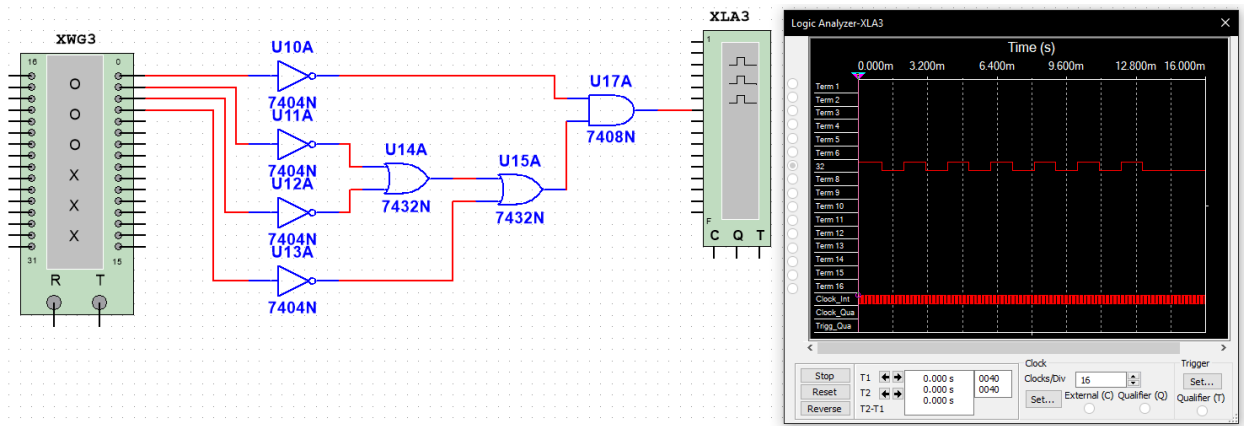 XWG3
16
0
O
O
O
X
X
X
31
15
R
T
U10A
7404N
U11A
7404N
U12A
7404N
U13A
7404N
U14A
7432N
U15A
7432N
U17A
7408N
XLA3
1
F
C Q T
Logic Analyzer-XLA3
Time (s)
0.000m 3.200m 6.400m 9.600m 12.800m 16.000m
Term 1
Term 2
Term 3
Term 4
Term 5
Term 6
32
Term 8
Term 9
Term 10
Term 11
Term 12
Term 13
Term 14
Term 15
Term 16
Clock_Int
Clock_Qua
Trigg_Qua
Stop
Reset
Reverse
T1
T2
T2-T1
0.000 s
0.000 s
0.000 s
0040
0040
Clock
Clocks/Div 16
Set...
External (C) Qualifier (Q)
Trigger
Set...
Qualifier (T)